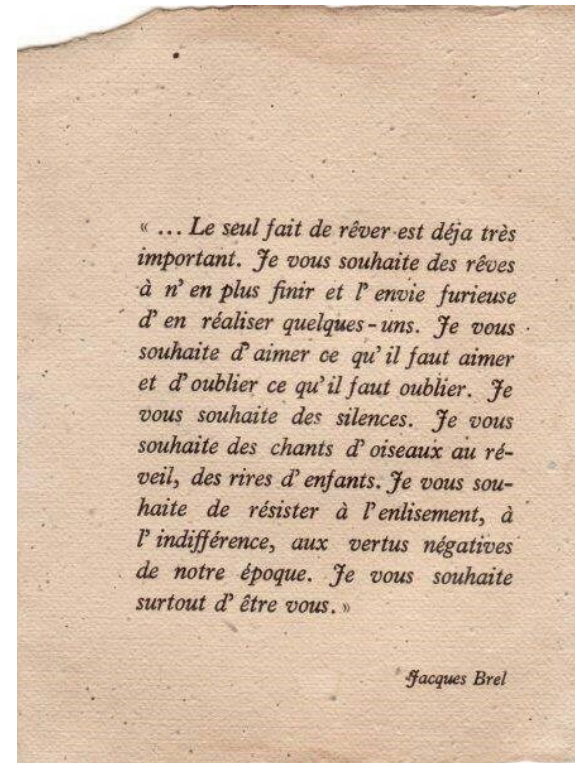 « ... Le seul fait de rêver est déja très
important. Je vous souhaite des rêves
à n' en plus finir et l' envie furieuse
d' en réaliser quelques-uns. Je vous
souhaite d' aimer ce qu' il faut aimer
et d' oublier ce qu' il faut oublier. Je
vous souhaite des silences. Je vous
souhaite des chants d' oiseaux au ré-
veil, des rires d' enfants. Je vous sou-
haite de résister à l' enlisement, à
l' indifférence, aux vertus négatives
de notre époque. Je vous souhaite
surtout d' être vous. »
Jacques Brel